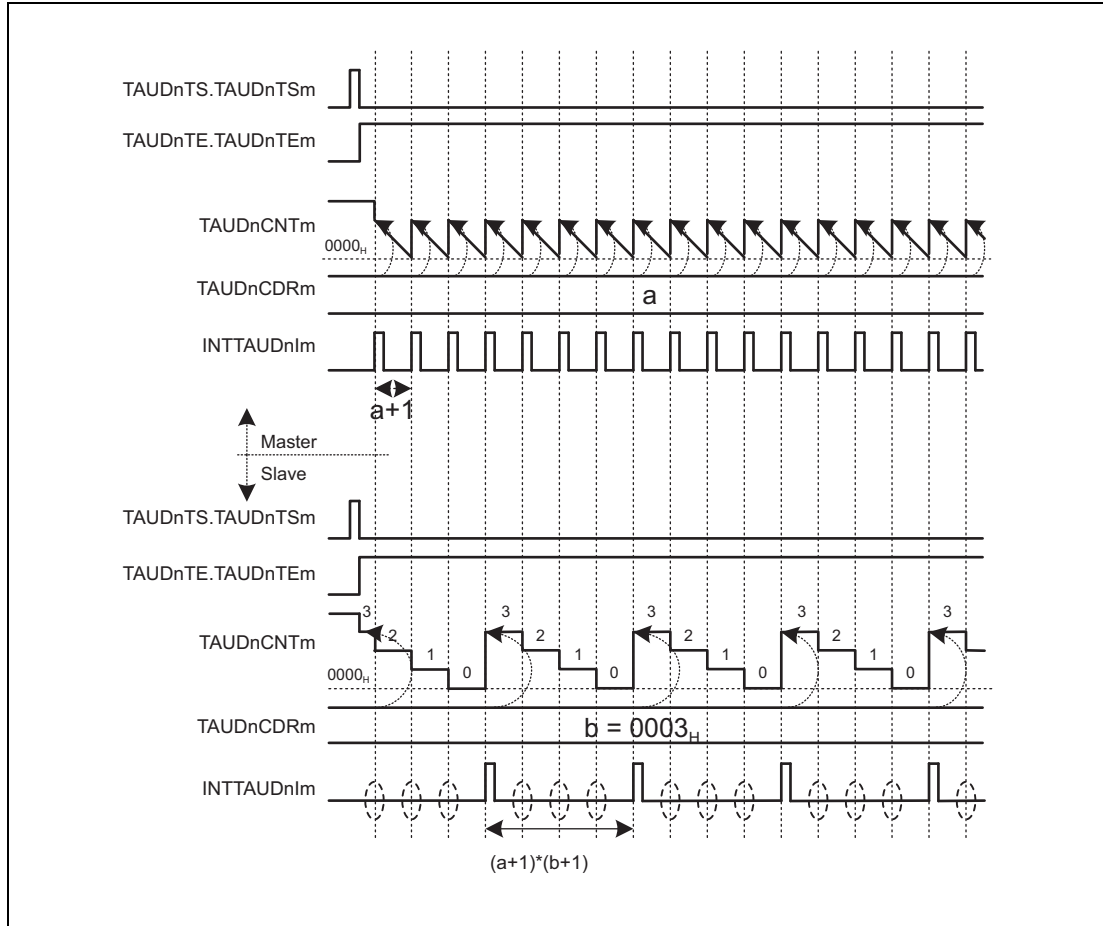 TAUDnTS.TAUDnTSm
TAUDnTE.TAUDnTEm
TAUDnCNTm
0000H
TAUDnCDRm
a
INTTAUDnIm
a+1
Master
Slave
TAUDnTS.TAUDnTSm
TAUDnTE.TAUDnTEm
3 3 3 3 3
TAUDnCNTm
2 2 2 2
1 1 1 1
0 0 0 0
0000H
TAUDnCDRm
b = 0003H
INTTAUDnIm
(a+1)*(b+1)